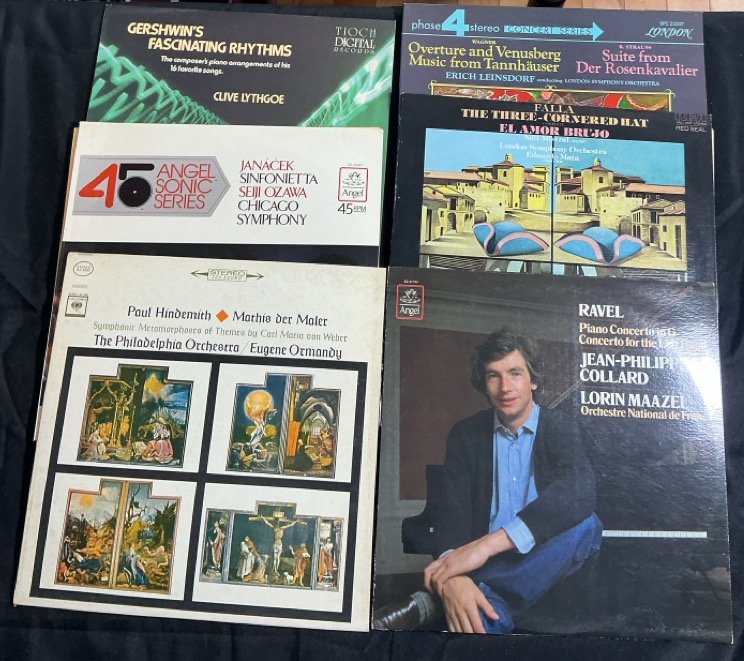 GERSHWIN'S
FASCINATING RHYTHMS
The composer's piano arrangements of his
16 favorite songs.
CLIVE LYTHGOE
TIOCH
DIGITAL
RECORDS
phase 4 stereo CONCERT SERIES
LONDON
WAGNER
Overture and Venusberg
Music from Tannhäuser
R. STRAUSS
Suite from
Der Rosenkavalier
ERICH LEINSDORF conducting LONDON SYMPHONY ORCHESTRA
45 ANGEL
SONIC
SERIES
JANÁČEK
SINFONIETTA
SEIJI OZAWA
CHICAGO
SYMPHONY
Angel
45 RPM
FALLA
THE THREE-CORNERED HAT
EL AMOR BRUJO
London Symphony Orchestra
Eduardo Mata
RED SEAL
STEREO
Paul Hindemith Mathis der Maler
Symphonic Metamorphoses of Themes by Carl Maria von Weber
The Philadelphia Orchestra/Eugene Ormandy
Angel
RAVEL
Piano Concerto in G
Concerto for the
JEAN-PHILIPPE
COLLARD
LORIN MAAZEL
Orchestre National de